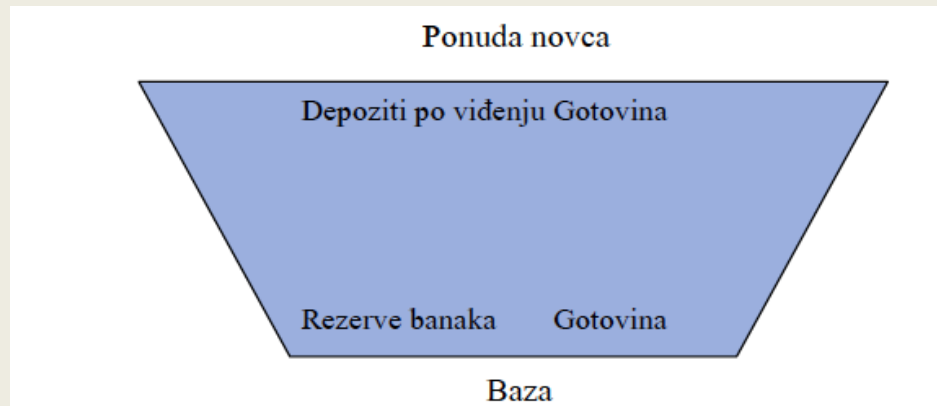 Ponuda novca
Depoziti po viđenju Gotovina
Rezerve banaka Gotovina
Baza